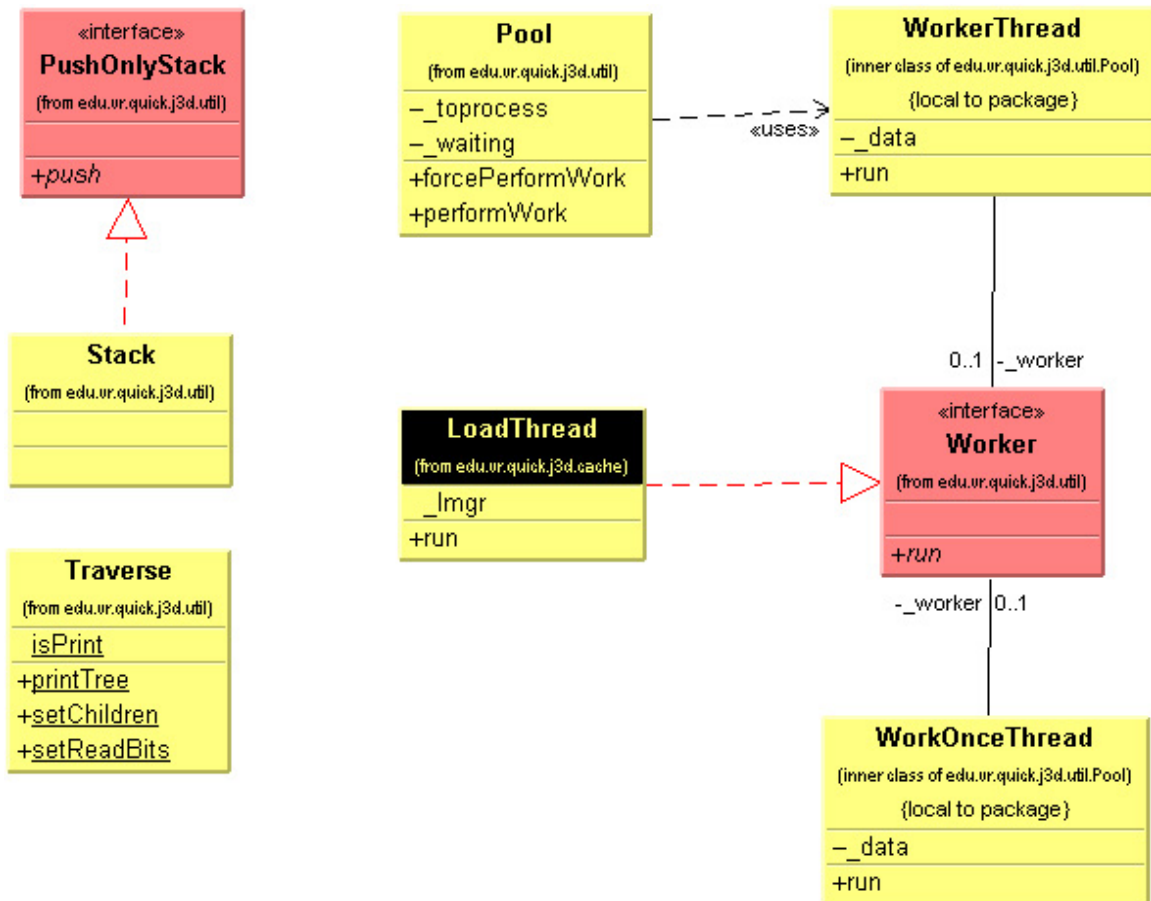 «interface»
PushOnlyStack
(from edu.vr.quick.j3d.util)
+push
Pool
(from edu.vr.quick.j3d.util)
–_toprocess
–_waiting
+forcePerformWork
+performWork
«uses»
WorkerThread
(inner class of edu.vr.quick.j3d.util.Pool)
{local to package}
–_data
+run
0..1 -_worker
Stack
(from edu.vr.quick.j3d.util)
LoadThread
(from edu.vr.quick.j3d.cache)
_lmgr
+run
«interface»
Worker
(from edu.vr.quick.j3d.util)
+run
-_worker 0..1
Traverse
(from edu.vr.quick.j3d.util)
isPrint
+printTree
+setChildren
+setReadBits
WorkOnceThread
(inner class of edu.vr.quick.j3d.util.Pool)
{local to package}
–_data
+run